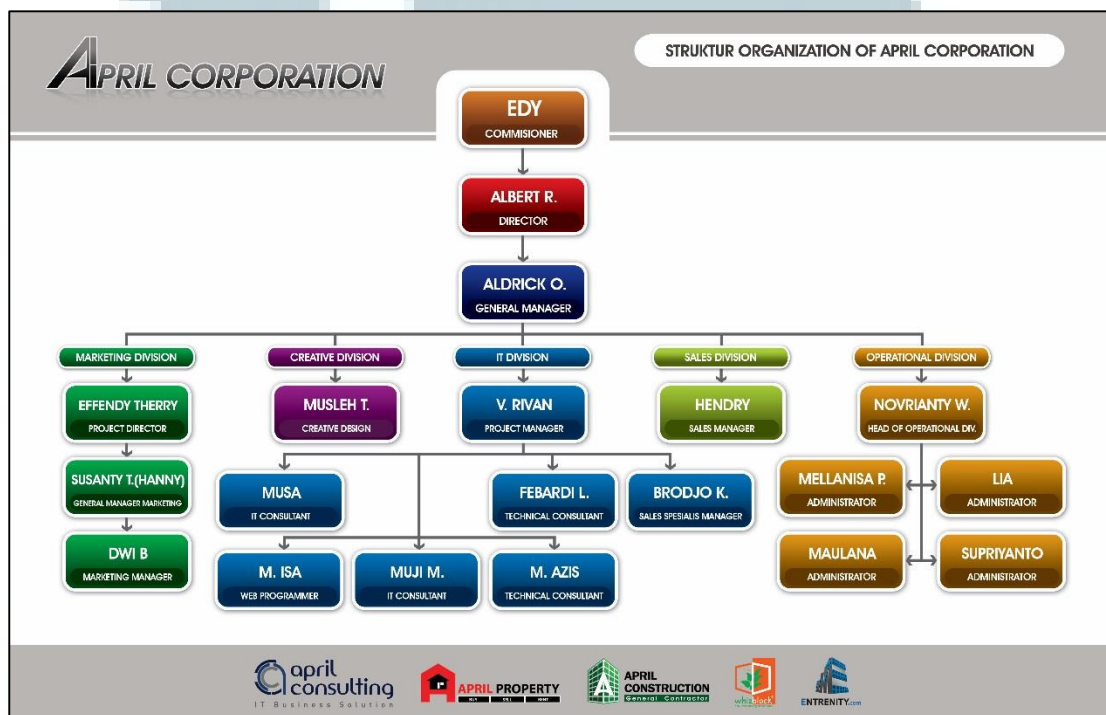 APRIL CORPORATION
STRUKTUR ORGANIZATION OF APRIL CORPORATION
EDY
COMMISIONER
ALBERT R.
DIRECTOR
ALDRICK O.
GENERAL MANAGER
MARKETING DIVISION
CREATIVE DIVISION
IT DIVISION
SALES DIVISION
OPERATIONAL DIVISION
EFFENDY THERRY
PROJECT DIRECTOR
MUSLEH T.
CREATIVE DESIGN
V. RIVAN
PROJECT MANAGER
HENDRY
SALES MANAGER
NOVRIANTY W.
HEAD OF OPERATIONAL DIV.
SUSANTY T.(HANNY)
GENERAL MANAGER MARKETING
MUSA
IT CONSULTANT
FEBARDI L.
TECHNICAL CONSULTANT
BRODJO K.
SALES SPESIALIS MANAGER
MELLANISA P.
ADMINISTRATOR
LIA
ADMINISTRATOR
DWI B
MARKETING MANAGER
M. ISA
WEB PROGRAMMER
MUJI M.
IT CONSULTANT
M. AZIS
TECHNICAL CONSULTANT
MAULANA
ADMINISTRATOR
SUPRIYANTO
ADMINISTRATOR
april
consulting
IT Business Solution
APRIL PROPERTY
BUY SELL RENT
APRIL
CONSTRUCTION
General Contractor
whizblock
ENTRENITY.com